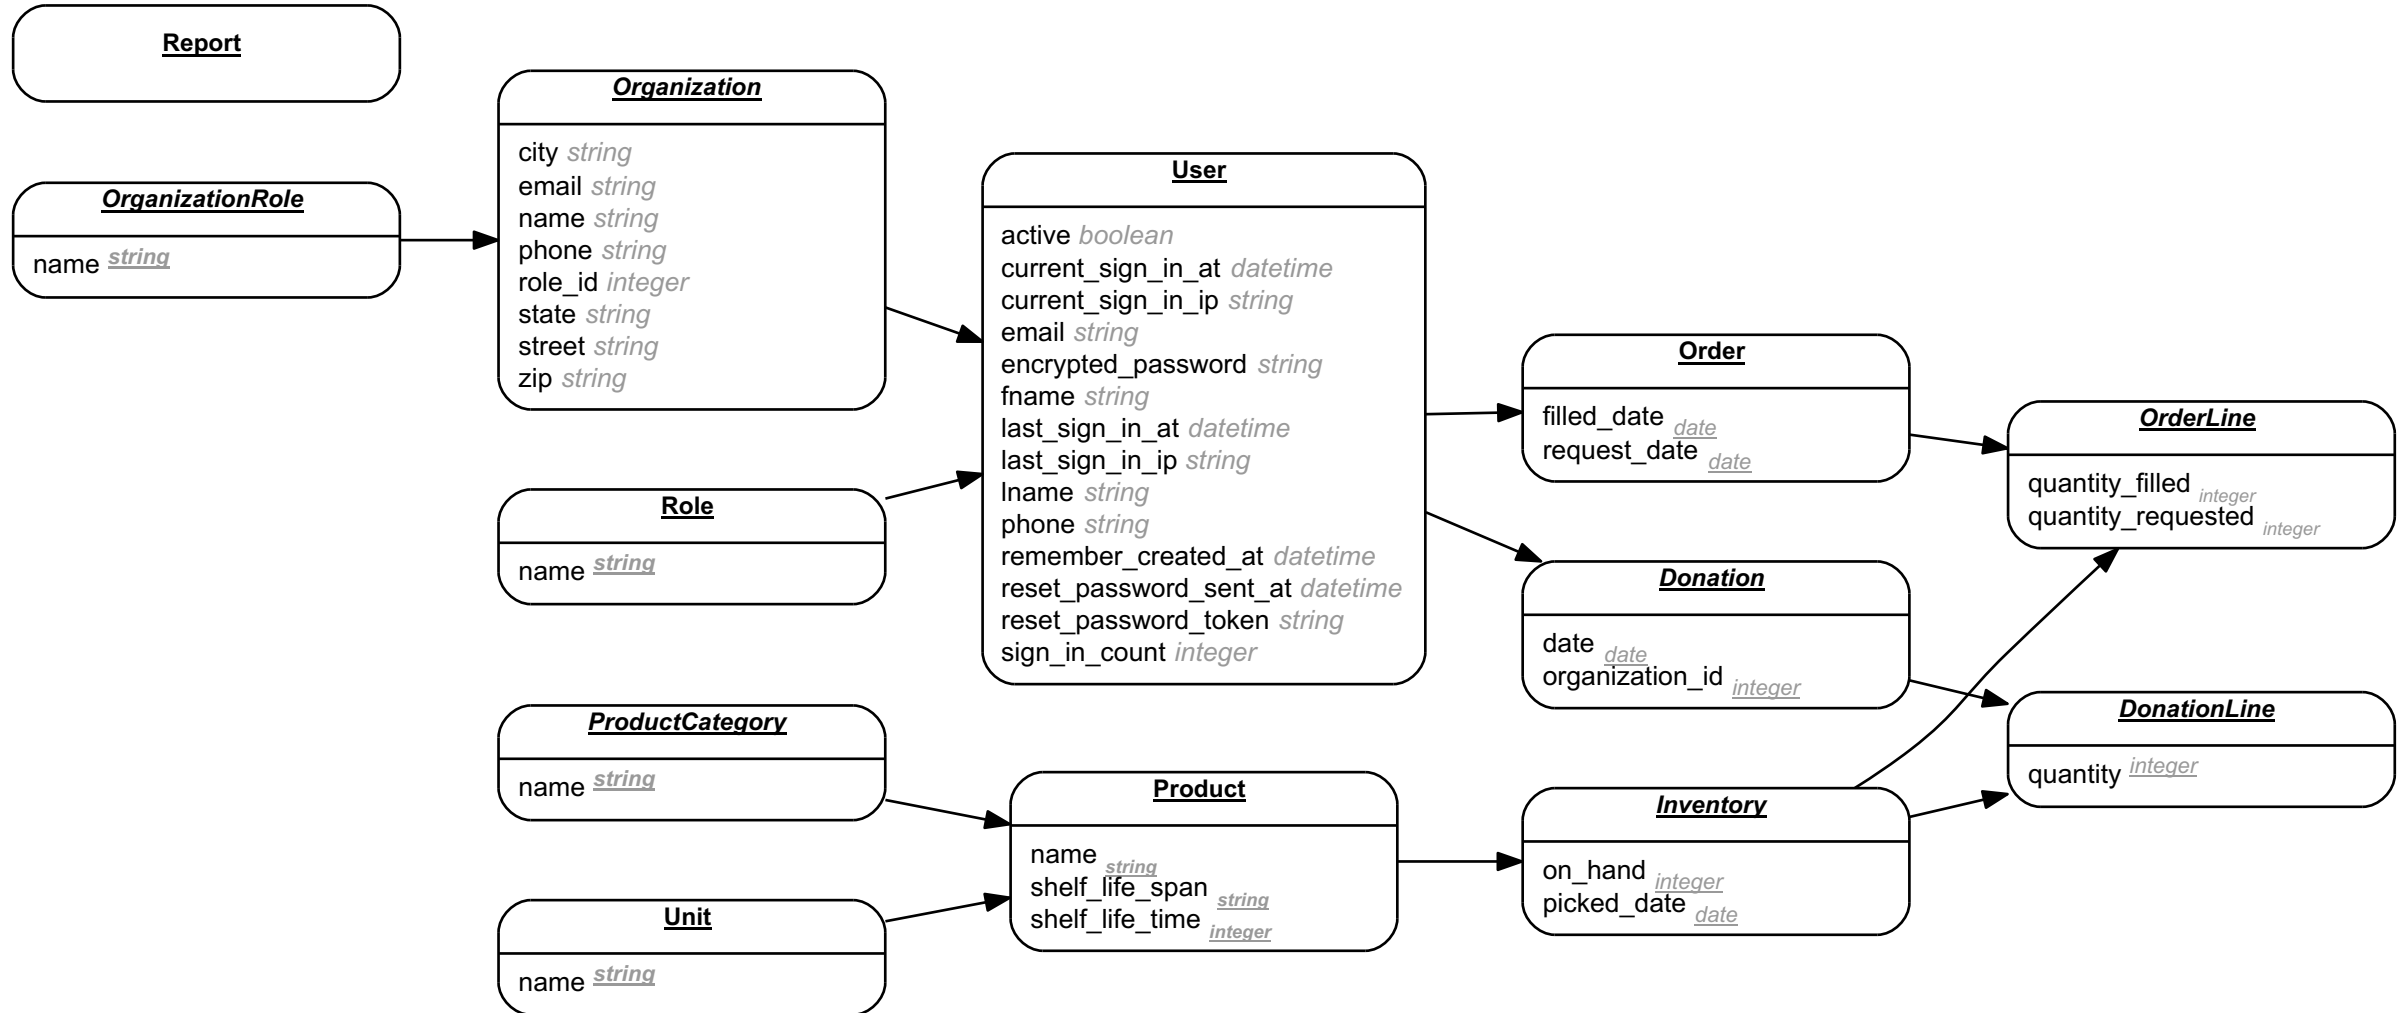 Report
OrganizationRole
name string
Organization
city string
email string
name string
phone string
role_id integer
state string
street string
zip string
Role
name string
ProductCategory
name string
Unit
name string
User
active boolean
current_sign_in_at datetime
current_sign_in_ip string
email string
encrypted_password string
fname string
last_sign_in_at datetime
last_sign_in_ip string
lname string
phone string
remember_created_at datetime
reset_password_sent_at datetime
reset_password_token string
sign_in_count integer
Product
name string
shelf_life_span string
shelf_life_time integer
Order
filled_date date
request_date date
Donation
date date
organization_id integer
Inventory
on_hand integer
picked_date date
OrderLine
quantity_filled integer
quantity_requested integer
DonationLine
quantity integer